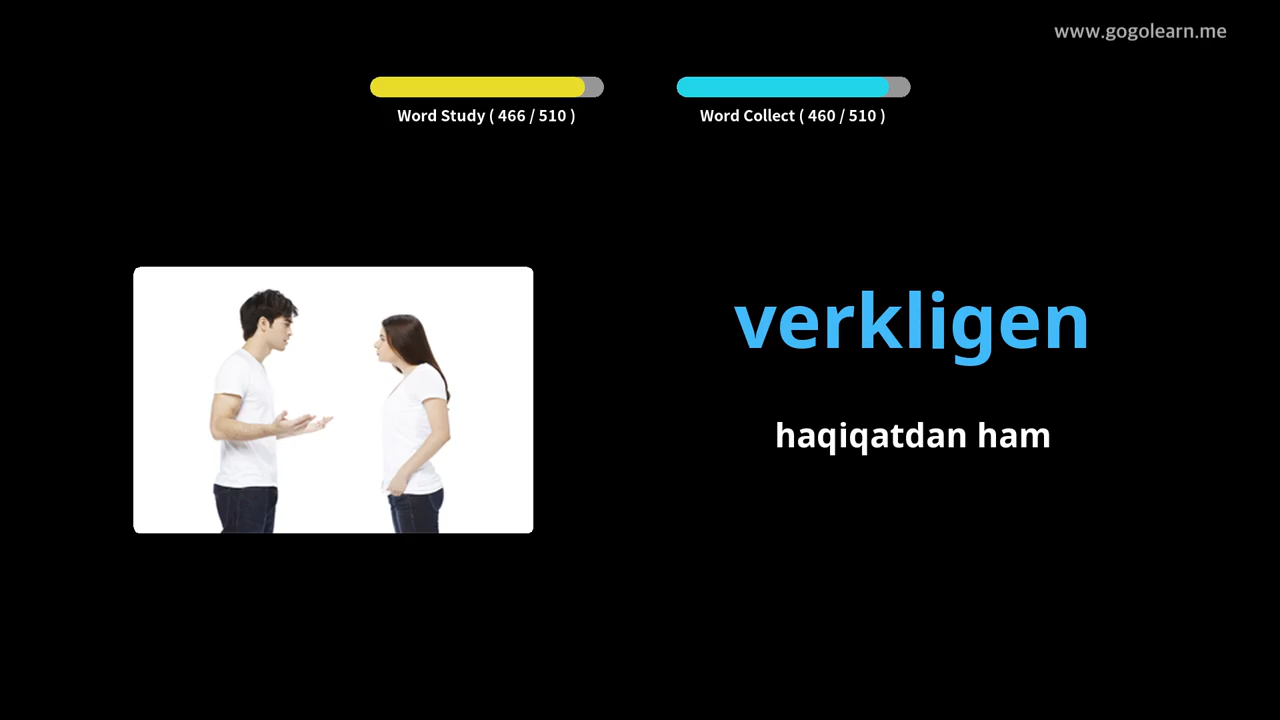 www.gogolearn.me
Word Study ( 466 / 510 )
Word Collect ( 460 / 510 )
verkligen
haqiqatdan ham